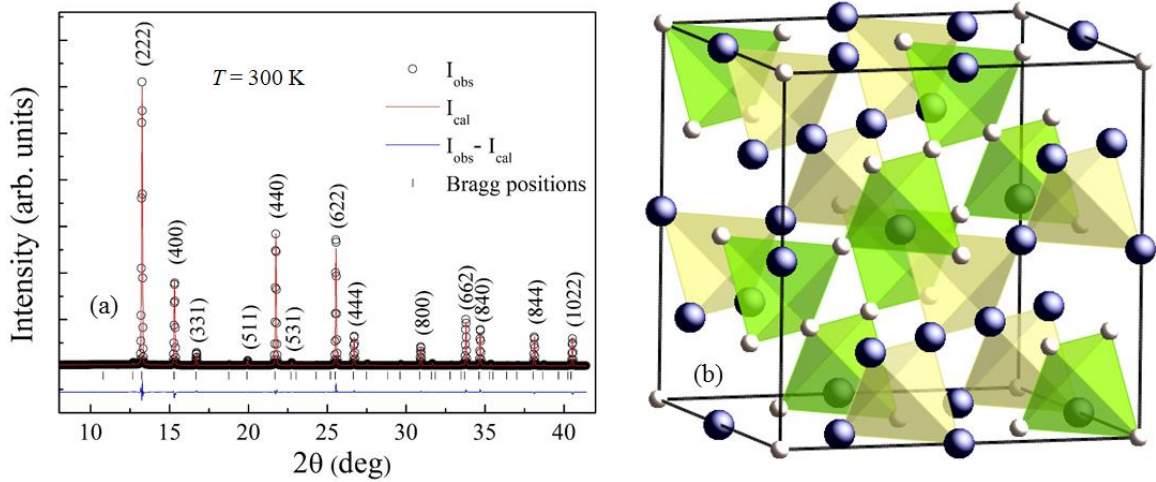 (222)
T = 300 K
I_obs
I_cal
I_obs - I_cal
Bragg positions
(a)
(400)
(331)
(511)
(440)
(531)
(622)
(444)
(800)
(662)
(840)
(844)
(1022)
Intensity (arb. units)
10 15 20 25 30 35 40
2θ (deg)
(b)